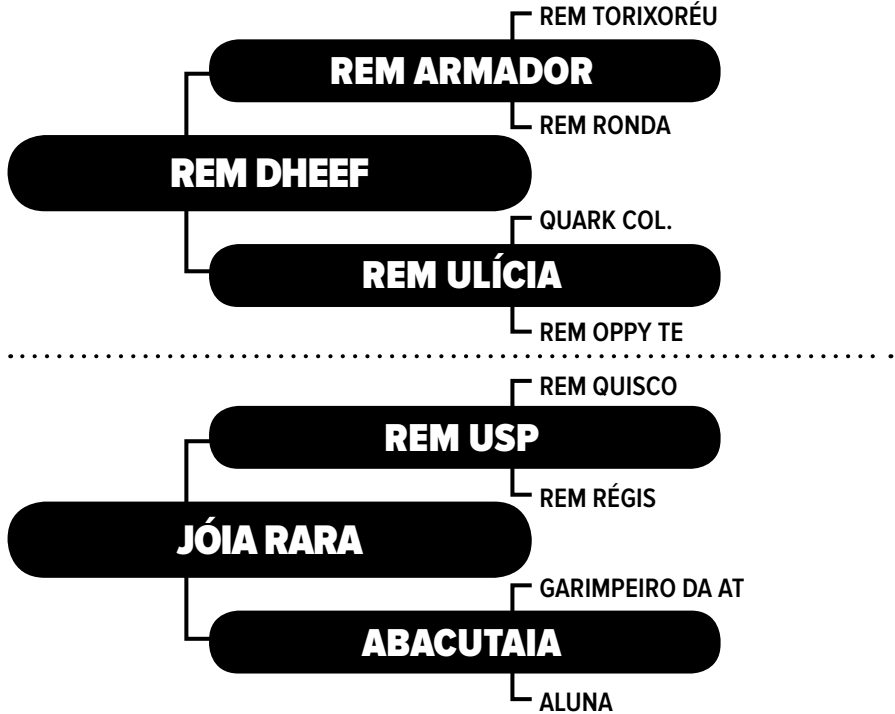 REM TORIXORÉU
REM ARMADOR
REM RONDA
REM DHEEF
QUARK COL.
REM ULÍCIA
REM OPPY TE
REM QUISCO
REM USP
REM RÉGIS
JÓIA RARA
GARIMPEIRO DA AT
ABACUTAIA
ALUNA